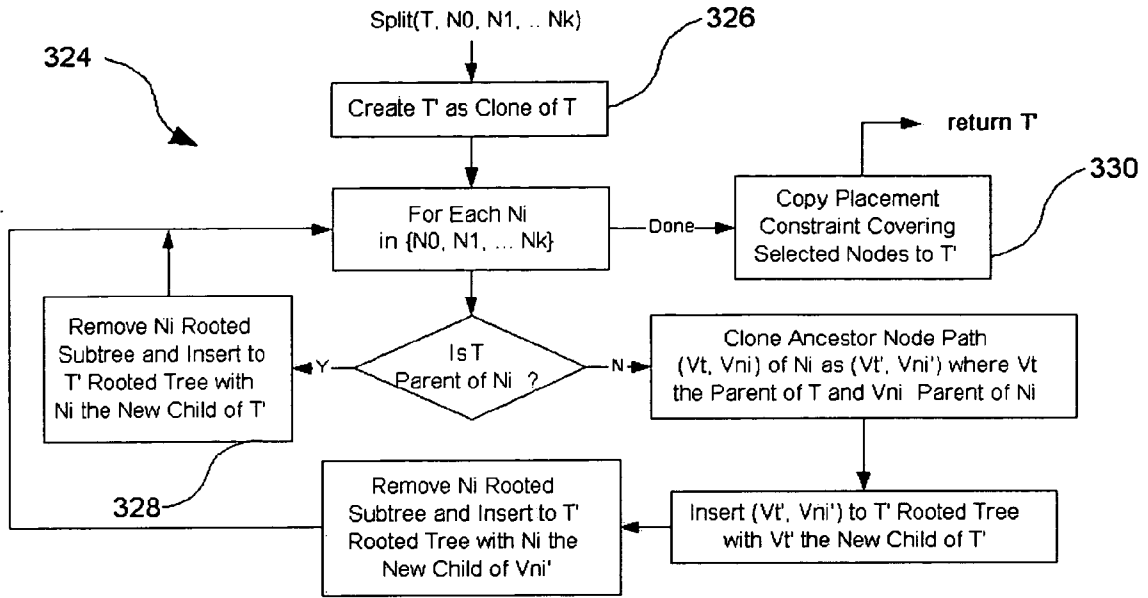 Split(T, N0, N1, .. Nk)
326
324
Create T' as Clone of T
return T'
330
For Each Ni
in {N0, N1, ... Nk}
Done
Copy Placement
Constraint Covering
Selected Nodes to T'
Remove Ni Rooted
Subtree and Insert to
T' Rooted Tree with
Ni the New Child of T'
Y
Is T
Parent of Ni ?
N
Clone Ancestor Node Path
(Vt, Vni) of Ni as (Vt', Vni') where Vt
the Parent of T and Vni Parent of Ni
328
Remove Ni Rooted
Subtree and Insert to T'
Rooted Tree with Ni the
New Child of Vni'
Insert (Vt', Vni') to T' Rooted Tree
with Vt' the New Child of T'